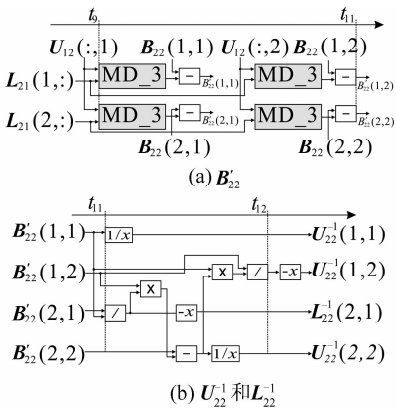 t₉ t₁₁
U₁₂(:,1) B₂₂(1,1) U₁₂(:,2) B₂₂(1,2)
L₂₁(1,:) MD_3 − B′₂₂(1,1) MD_3 − B′₂₂(1,2)
L₂₁(2,:) MD_3 − B′₂₂(2,1) MD_3 − B′₂₂(2,2)
B₂₂(2,1) B₂₂(2,2)
(a) B′₂₂
t₁₁ t₁₂
B′₂₂(1,1) 1/x U₂₂⁻¹(1,1)
B′₂₂(1,2) x / -x U₂₂⁻¹(1,2)
x
B′₂₂(2,1) / -x L₂₂⁻¹(2,1)
B′₂₂(2,2) − 1/x U₂₂⁻¹(2,2)
(b) U₂₂⁻¹和L₂₂⁻¹